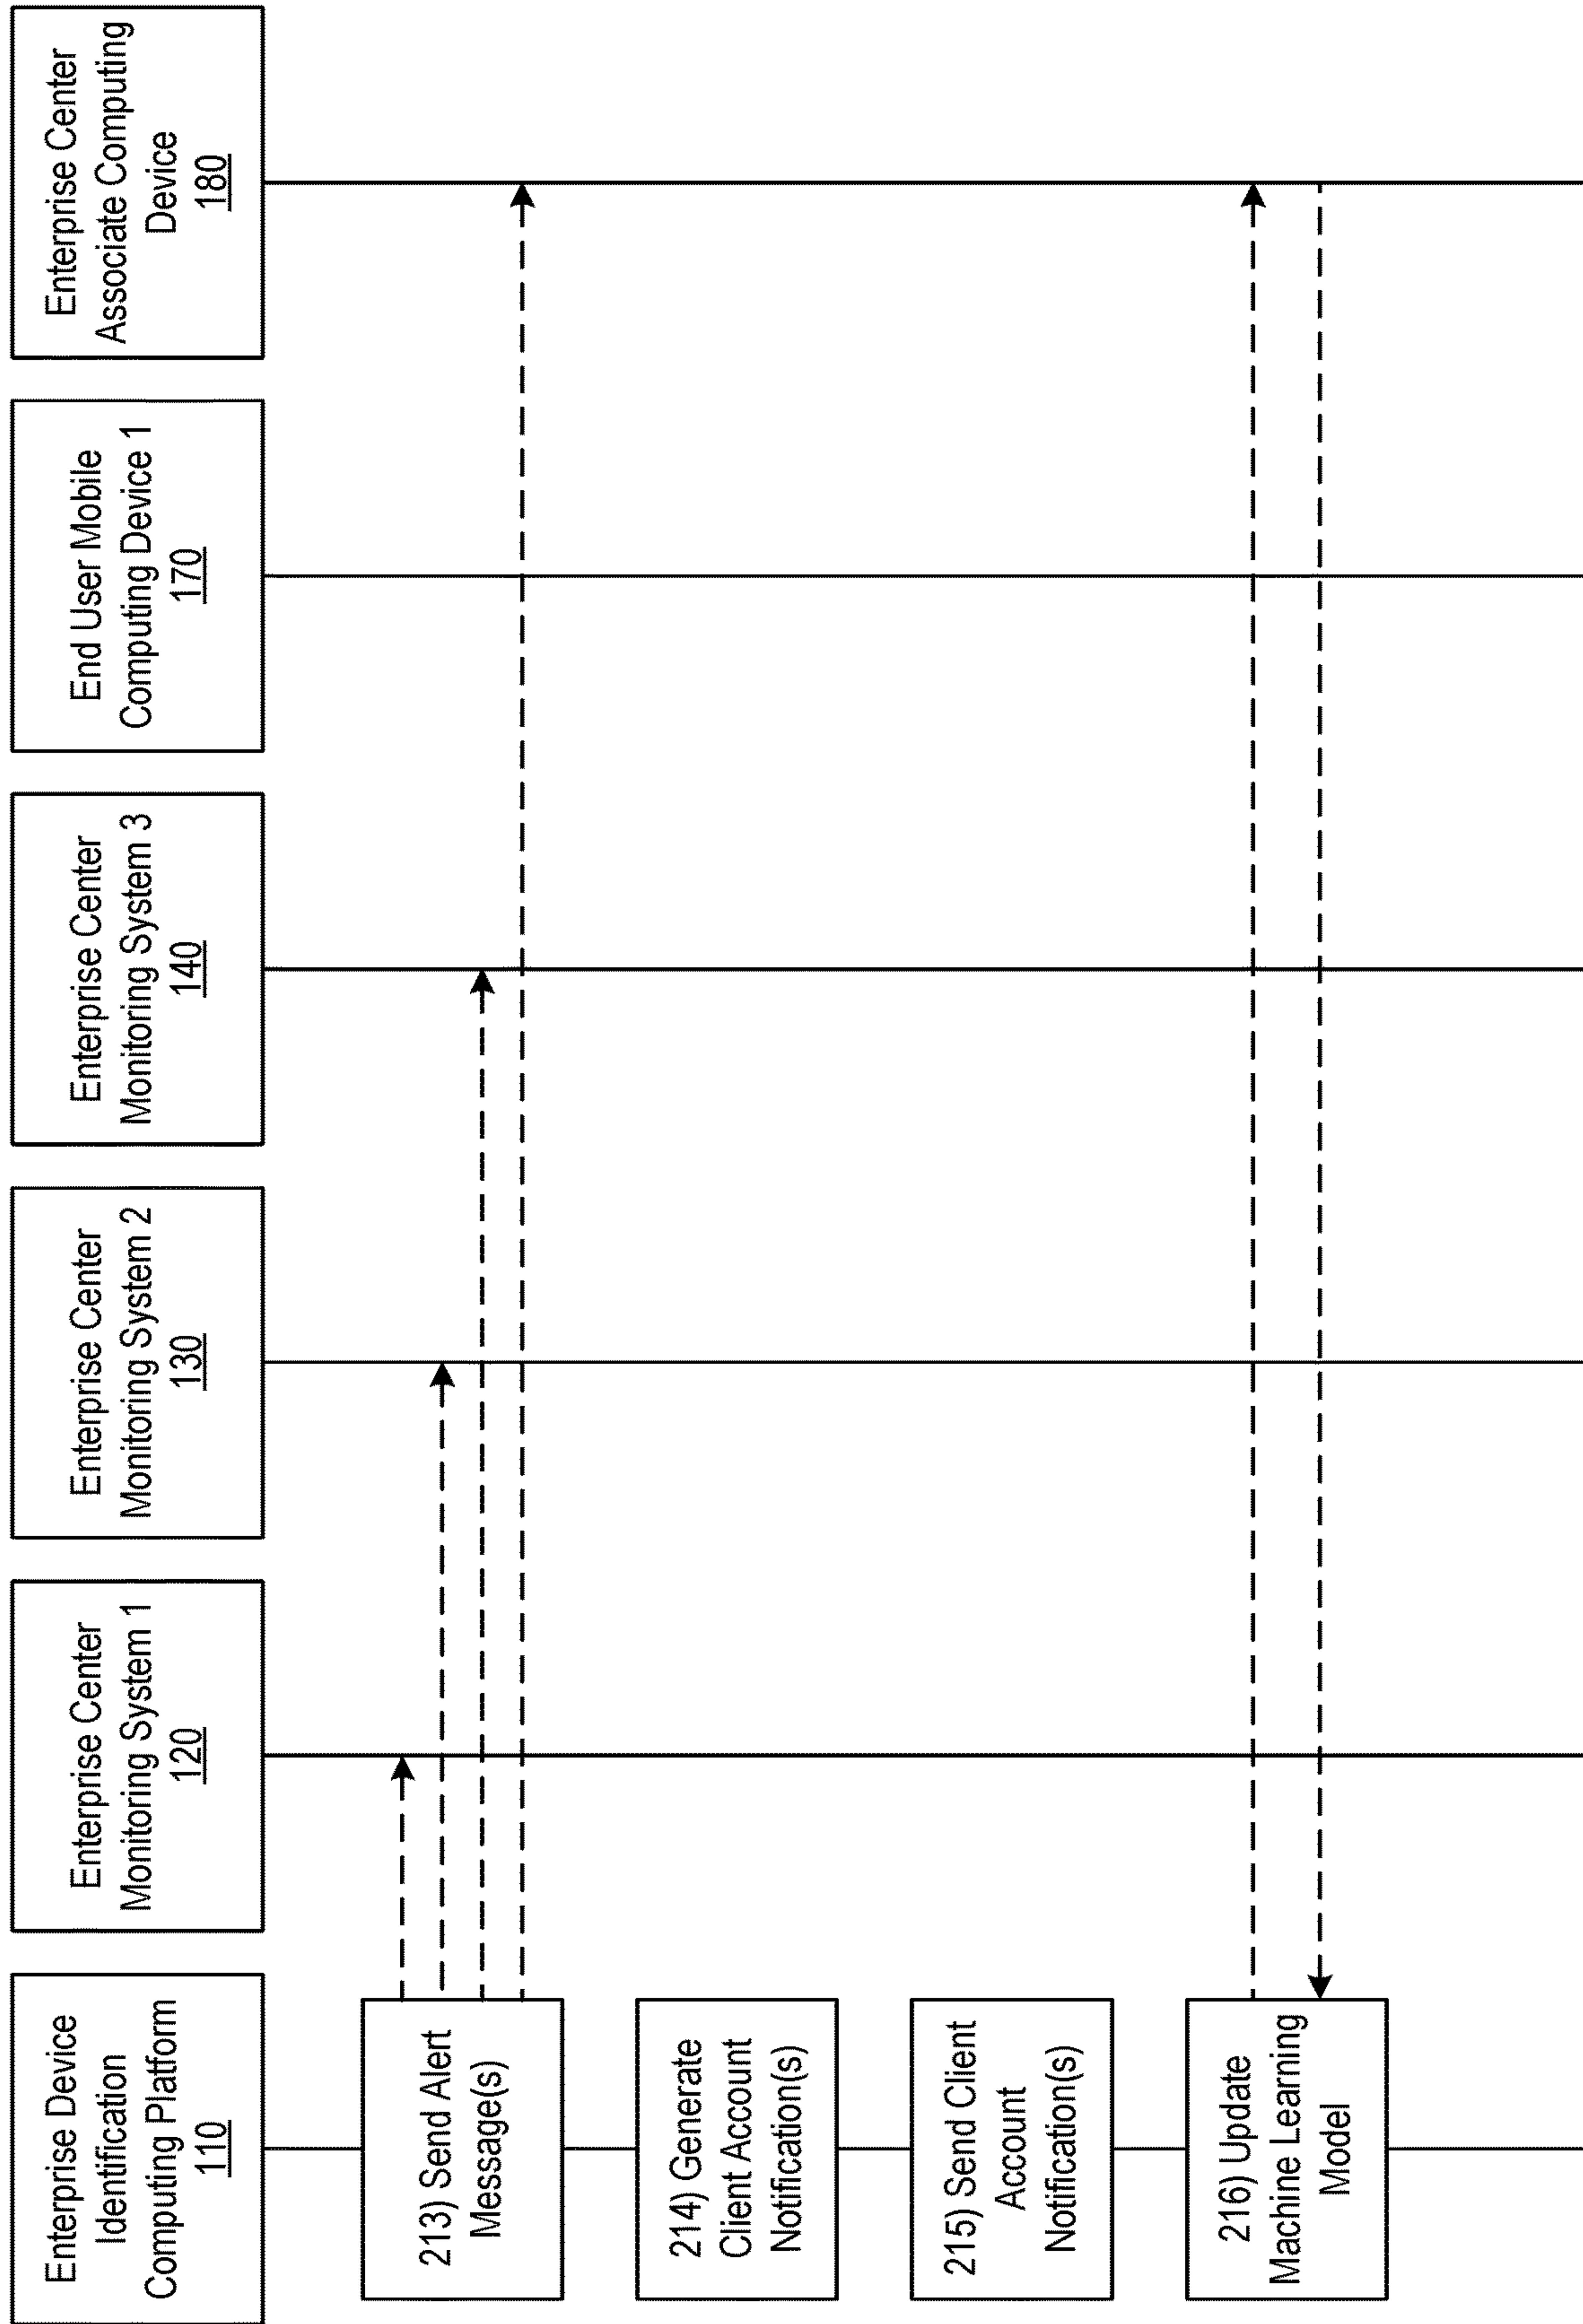 Enterprise Device
Identification
Computing Platform
110
Enterprise Center
Monitoring System 1
120
Enterprise Center
Monitoring System 2
130
Enterprise Center
Monitoring System 3
140
End User Mobile
Computing Device 1
170
Enterprise Center
Associate Computing
Device
180
213) Send Alert
Message(s)
214) Generate
Client Account
Notification(s)
215) Send Client
Account
Notification(s)
216) Update
Machine Learning
Model